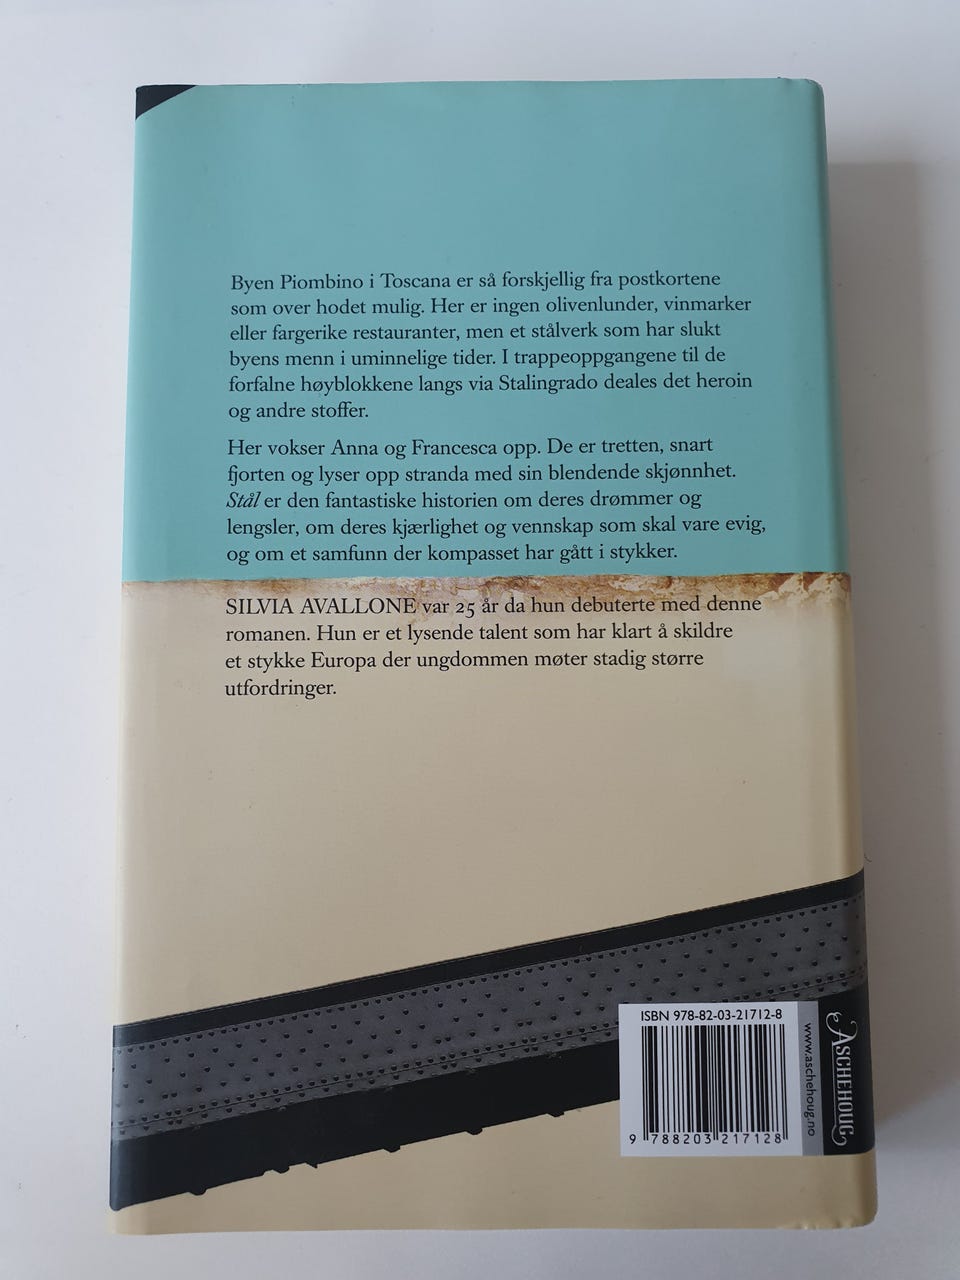 Byen Piombino i Toscana er så forskjellig fra postkortene
som over hodet mulig. Her er ingen olivenlunder, vinmarker
eller fargerike restauranter, men et stålverk som har slukt
byens menn i uminnelige tider. I trappeoppgangene til de
forfalne høyblokkene langs via Stalingrado deales det heroin
og andre stoffer.
Her vokser Anna og Francesca opp. De er tretten, snart
fjorten og lyser opp stranda med sin blendende skjønnhet.
Stål er den fantastiske historien om deres drømmer og
lengsler, om deres kjærlighet og vennskap som skal vare evig,
og om et samfunn der kompasset har gått i stykker.
SILVIA AVALLONE var 25 år da hun debuterte med denne
romanen. Hun er et lysende talent som har klart å skildre
et stykke Europa der ungdommen møter stadig større
utfordringer.
ISBN 978-82-03-21712-8
9 788203 217128
www.aschehoug.no
ASCHEHOUG